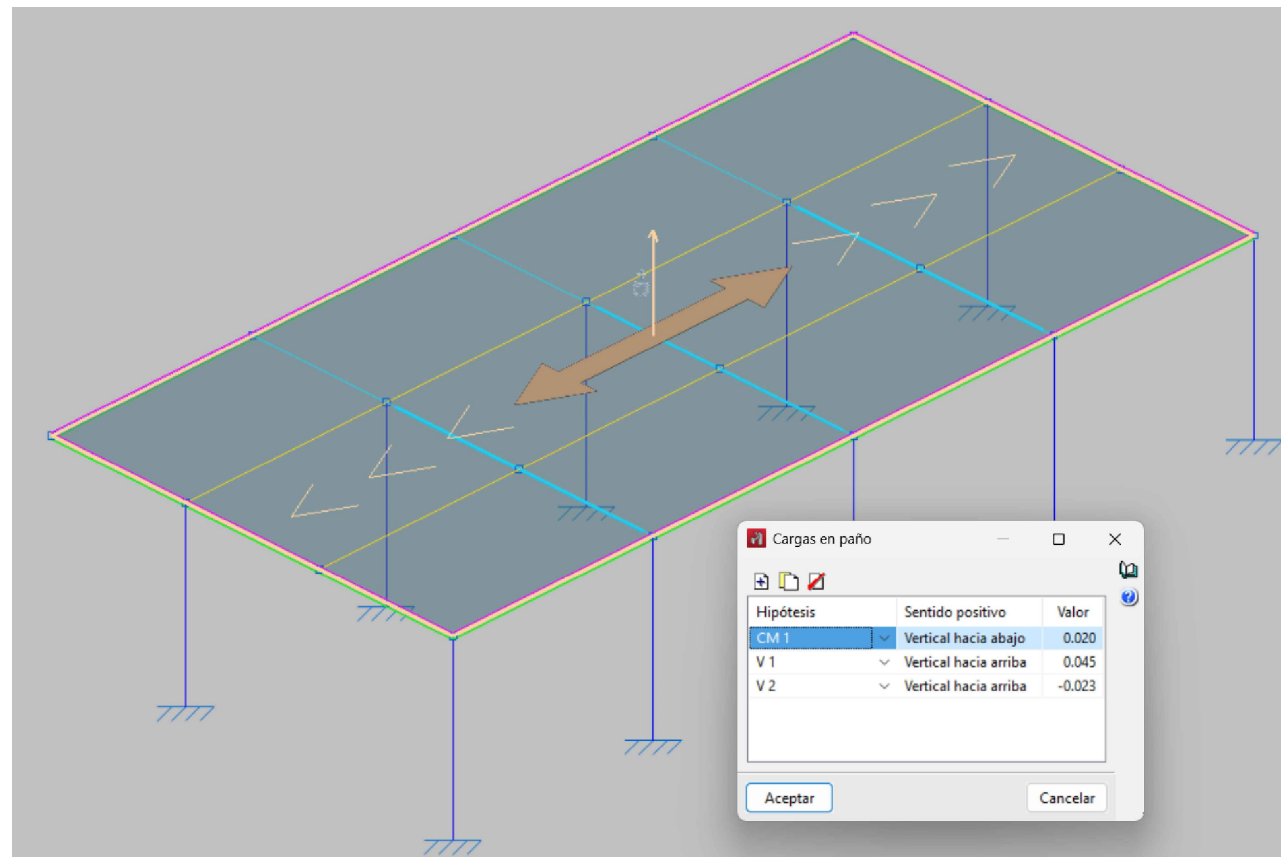 Cargas en paño
Hipótesis Sentido positivo Valor
CM 1 Vertical hacia abajo 0.020
V 1 Vertical hacia arriba 0.045
V 2 Vertical hacia arriba -0.023
Aceptar Cancelar